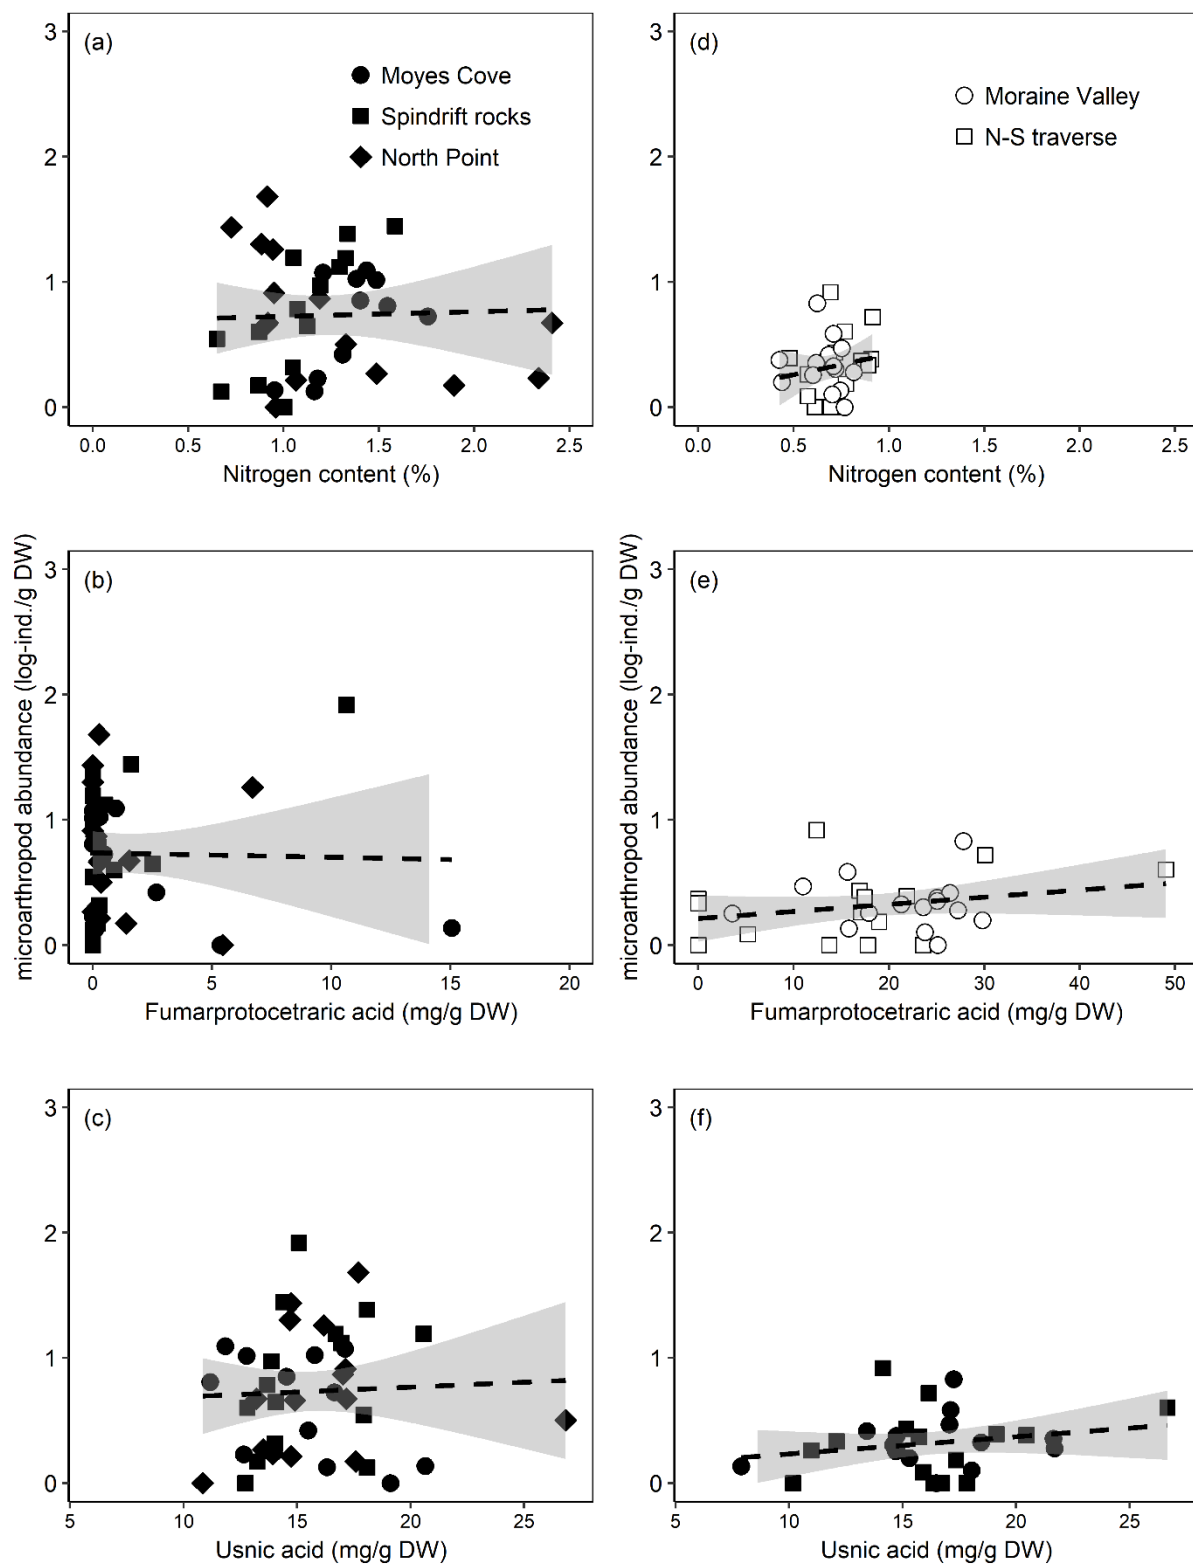 (a)
Moyes Cove
Spindrift rocks
North Point
3
2
1
0
0.0 0.5 1.0 1.5 2.0 2.5
Nitrogen content (%)
(d)
Moraine Valley
N-S traverse
3
2
1
0
0.0 0.5 1.0 1.5 2.0 2.5
Nitrogen content (%)
microarthropod abundance (log-ind./g DW)
(b)
3
2
1
0
0 5 10 15 20
Fumarprotocetraric acid (mg/g DW)
microarthropod abundance (log-ind./g DW)
(e)
3
2
1
0
0 10 20 30 40 50
Fumarprotocetraric acid (mg/g DW)
(c)
3
2
1
0
5 10 15 20 25
Usnic acid (mg/g DW)
(f)
3
2
1
0
5 10 15 20 25
Usnic acid (mg/g DW)